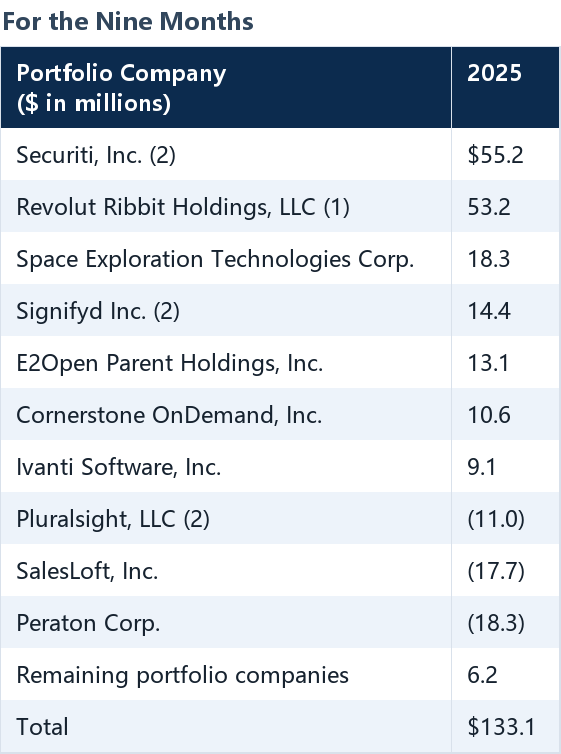 For the Nine Months
Portfolio Company
($ in millions)
2025
Securiti, Inc. (2) $55.2
Revolut Ribbit Holdings, LLC (1) 53.2
Space Exploration Technologies Corp. 18.3
Signifyd Inc. (2) 14.4
E2Open Parent Holdings, Inc. 13.1
Cornerstone OnDemand, Inc. 10.6
Ivanti Software, Inc. 9.1
Pluralsight, LLC (2) (11.0)
SalesLoft, Inc. (17.7)
Peraton Corp. (18.3)
Remaining portfolio companies 6.2
Total $133.1